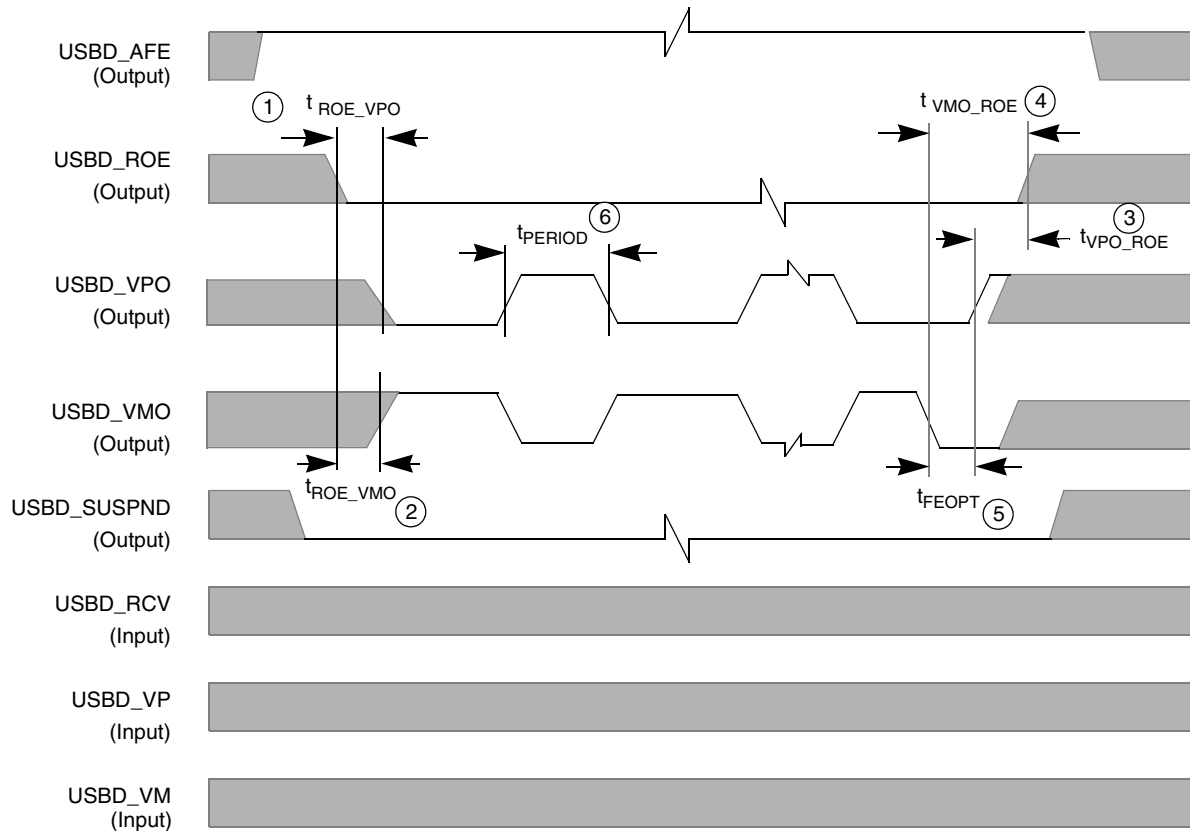 USBD_AFE
(Output)
1 t ROE_VPO
t VMO_ROE 4
USBD_ROE
(Output)
6
tPERIOD
3
tVPO_ROE
USBD_VPO
(Output)
USBD_VMO
(Output)
tROE_VMO 2
tFEOPT 5
USBD_SUSPND
(Output)
USBD_RCV
(Input)
USBD_VP
(Input)
USBD_VM
(Input)